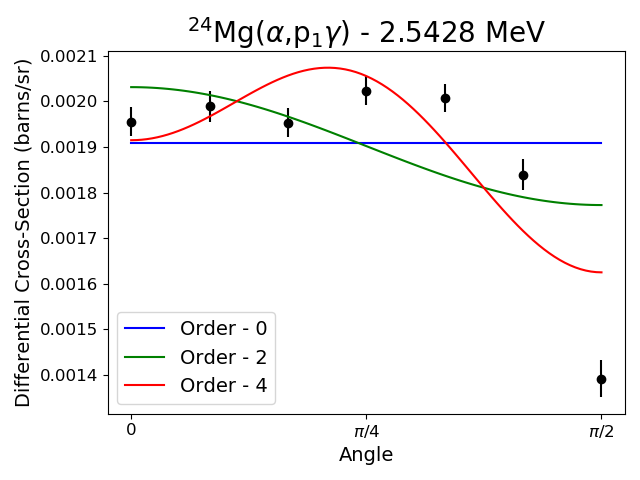 ²⁴Mg(α,p₁γ) - 2.5428 MeV
Differential Cross-Section (barns/sr)
0.0021
0.0020
0.0019
0.0018
0.0017
0.0016
0.0015
0.0014
Order - 0
Order - 2
Order - 4
0
π/4
π/2
Angle